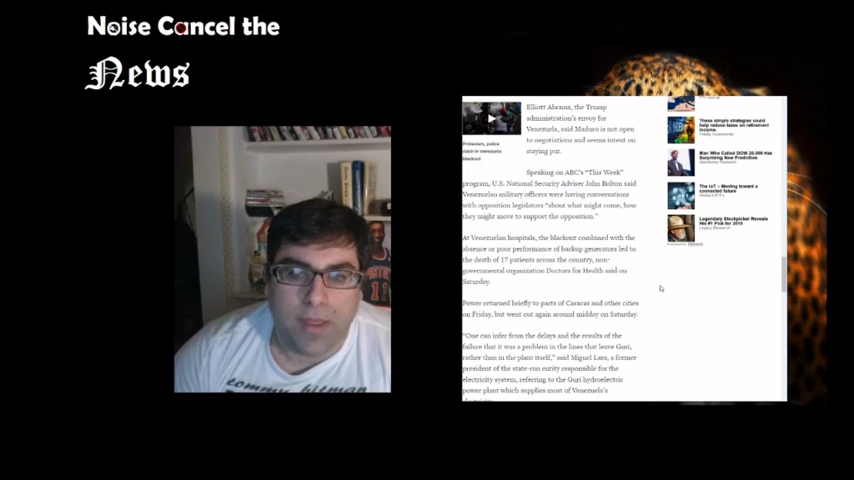 Noise Cancel the
News
Elliott Abrams, the Trump
administration's envoy for
Venezuela, said Maduro is not open
to negotiations and seems intent on
staying put.
Protesters, police
clash in Venezuela
blackout
Speaking on ABC's "This Week"
program, U.S. National Security Adviser John Bolton said
Venezuelan military officers were having conversations
with opposition legislators "about what might come, how
they might move to support the opposition."
At Venezuelan hospitals, the blackout combined with the
absence or poor performance of backup generators led to
the death of 17 patients across the country, non-
governmental organization Doctors for Health said on
Saturday.
Power returned briefly to parts of Caracas and other cities
on Friday, but went out again around midday on Saturday.
"One can infer from the delays and the results of the
failure that it was a problem in the lines that leave Guri,
rather than in the plant itself," said Miguel Lara, a former
president of the state-run entity responsible for the
electricity system, referring to the Guri hydroelectric
power plant which supplies most of Venezuela's
These simple strategies could
help reduce taxes on retirement
income.
Man Who Called DOW 20,000 Has
Surprising New Prediction
The IoT – Moving toward a
connected future
Global X ETFs
Legendary Stockpicker Reveals
His #1 Pick for 2019
Legacy Research
tommy hitman
11